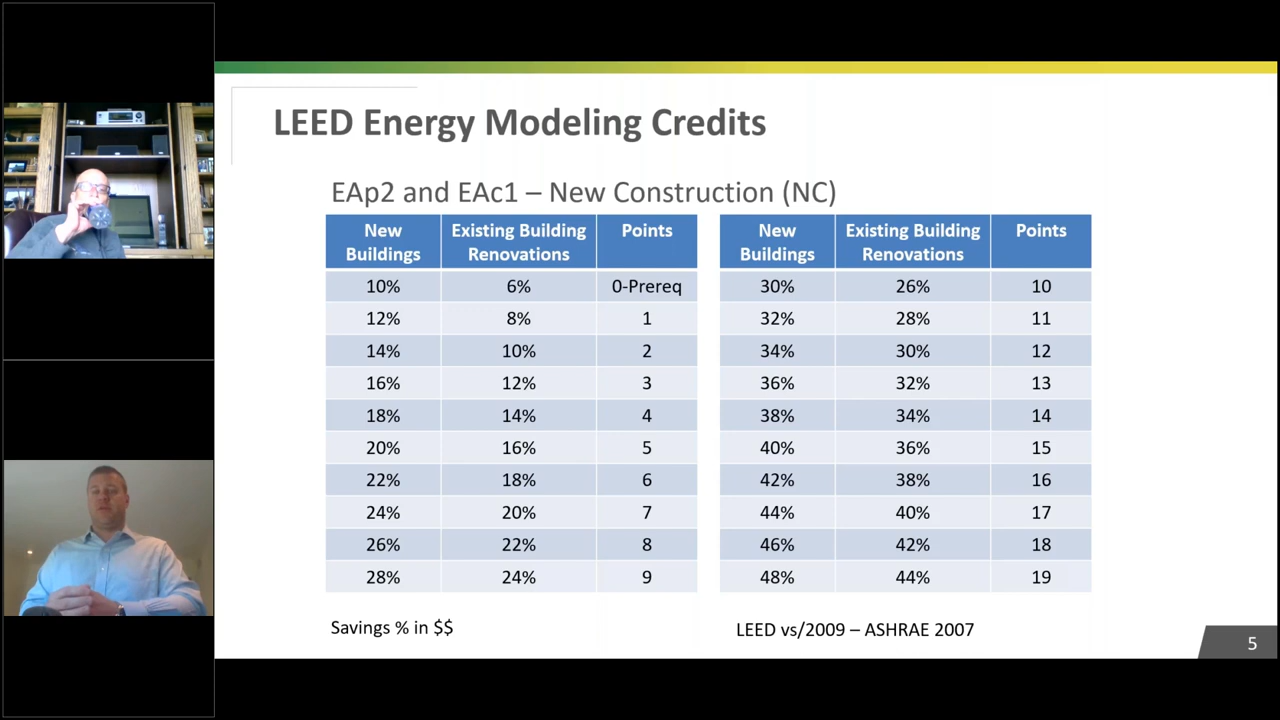 LEED Energy Modeling Credits
EAp2 and EAc1 – New Construction (NC)
New Buildings Existing Building Renovations Points
10% 6% 0-Prereq
12% 8% 1
14% 10% 2
16% 12% 3
18% 14% 4
20% 16% 5
22% 18% 6
24% 20% 7
26% 22% 8
28% 24% 9
New Buildings Existing Building Renovations Points
30% 26% 10
32% 28% 11
34% 30% 12
36% 32% 13
38% 34% 14
40% 36% 15
42% 38% 16
44% 40% 17
46% 42% 18
48% 44% 19
Savings % in $$
LEED vs/2009 – ASHRAE 2007
5